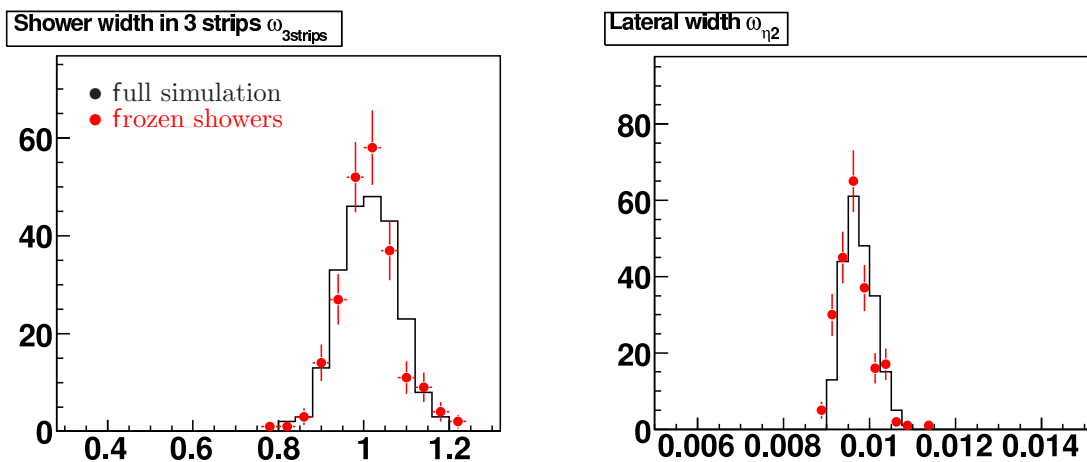 Shower width in 3 strips ω3strips
full simulation
frozen showers
60
40
20
0
0.4 0.6 0.8 1 1.2
Lateral width ωη2
80
60
40
20
0
0.006 0.008 0.01 0.012 0.014